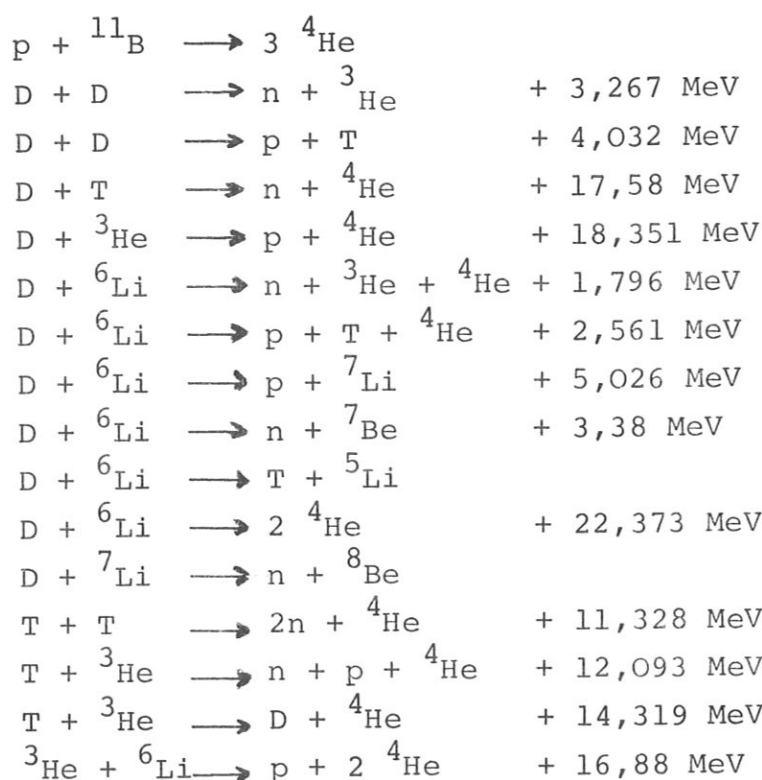 p + ¹¹B ⟶ 3 ⁴He
D + D ⟶ n + ³He + 3,267 MeV
D + D ⟶ p + T + 4,032 MeV
D + T ⟶ n + ⁴He + 17,58 MeV
D + ³He ⟶ p + ⁴He + 18,351 MeV
D + ⁶Li ⟶ n + ³He + ⁴He + 1,796 MeV
D + ⁶Li ⟶ p + T + ⁴He + 2,561 MeV
D + ⁶Li ⟶ p + ⁷Li + 5,026 MeV
D + ⁶Li ⟶ n + ⁷Be + 3,38 MeV
D + ⁶Li ⟶ T + ⁵Li
D + ⁶Li ⟶ 2 ⁴He + 22,373 MeV
D + ⁷Li ⟶ n + ⁸Be
T + T ⟶ 2n + ⁴He + 11,328 MeV
T + ³He ⟶ n + p + ⁴He + 12,093 MeV
T + ³He ⟶ D + ⁴He + 14,319 MeV
³He + ⁶Li ⟶ p + 2 ⁴He + 16,88 MeV